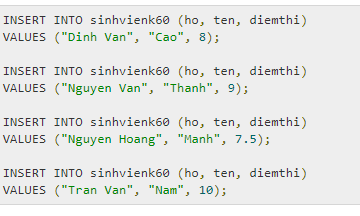 INSERT INTO sinhvienk60 (ho, ten, diemthi)
VALUES ("Dinh Van", "Cao", 8);
INSERT INTO sinhvienk60 (ho, ten, diemthi)
VALUES ("Nguyen Van", "Thanh", 9);
INSERT INTO sinhvienk60 (ho, ten, diemthi)
VALUES ("Nguyen Hoang", "Manh", 7.5);
INSERT INTO sinhvienk60 (ho, ten, diemthi)
VALUES ("Tran Van", "Nam", 10);